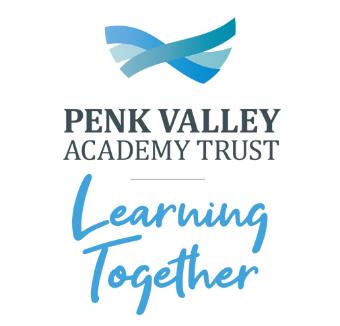 PENK VALLEY
ACADEMY TRUST
Learning
Together